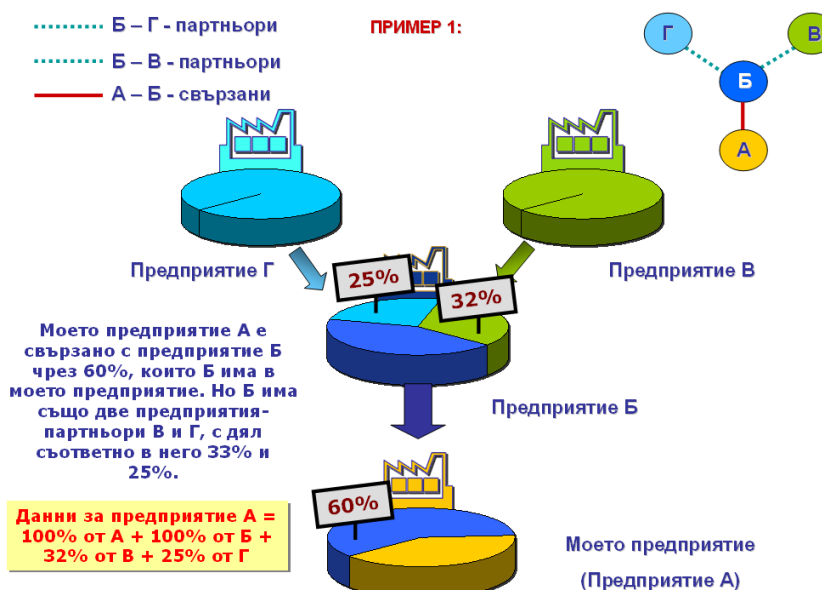 Б – Г - партньори
Б – В - партньори
А – Б - свързани
ПРИМЕР 1:
Г
В
Б
А
Предприятие Г
Предприятие В
25%
32%
Моето предприятие А е
свързано с предприятие Б
чрез 60%, които Б има в
моето предприятие. Но Б има
също две предприятия-
партньори В и Г, с дял
съответно в него 33% и
25%.
Предприятие Б
60%
Данни за предприятие А =
100% от А + 100% от Б +
32% от В + 25% от Г
Моето предприятие
(Предприятие А)